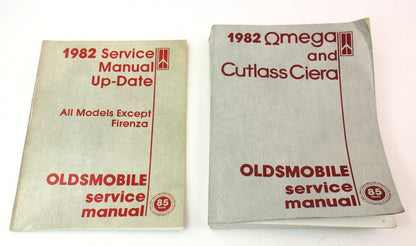 1982 Service
Manual
Up-Date
All Models Except
Firenza
OLDSMOBILE
service
manual
85
1982 Omega
and
Cutlass Ciera
OLDSMOBILE
service
manual
85